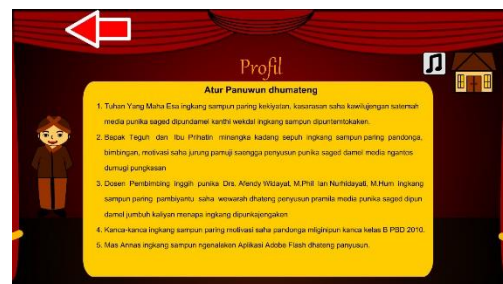 Profil
Atur Panuwun dhumateng
1. Tuhan Yang Maha Esa ingkang sampun paring kekiyatan, kasarasan saha kawilujengan satemah
media punika saged dipundamel kanthi wekdal ingkang sampun dipuntemtokaken.
2. Bapak Teguh dan Ibu Prihatin minangka kadang sepuh ingkang sampun paring pandonga,
bimbingan, motivasi saha jurung pamuji saengga penyusun punika saged damel media ngantos
dumugi pungkasan
3. Dosen Pembimbing Inggih punika Drs. Afendy Widayat, M.Phil lan Nurhidayati, M.Hum ingkang
sampun paring pambiyantu saha wewarah dhateng penyusun pramila media punika saged dipun
damel jumbuh kaliyan menapa ingkang dipunkajengaken
4. Kanca-kanca ingkang sampun paring motivasi saha pandonga mliginipun kanca kelas B PBD 2010.
5. Mas Annas ingkang sampun ngenalaken Aplikasi Adobe Flash dhateng panyusun.